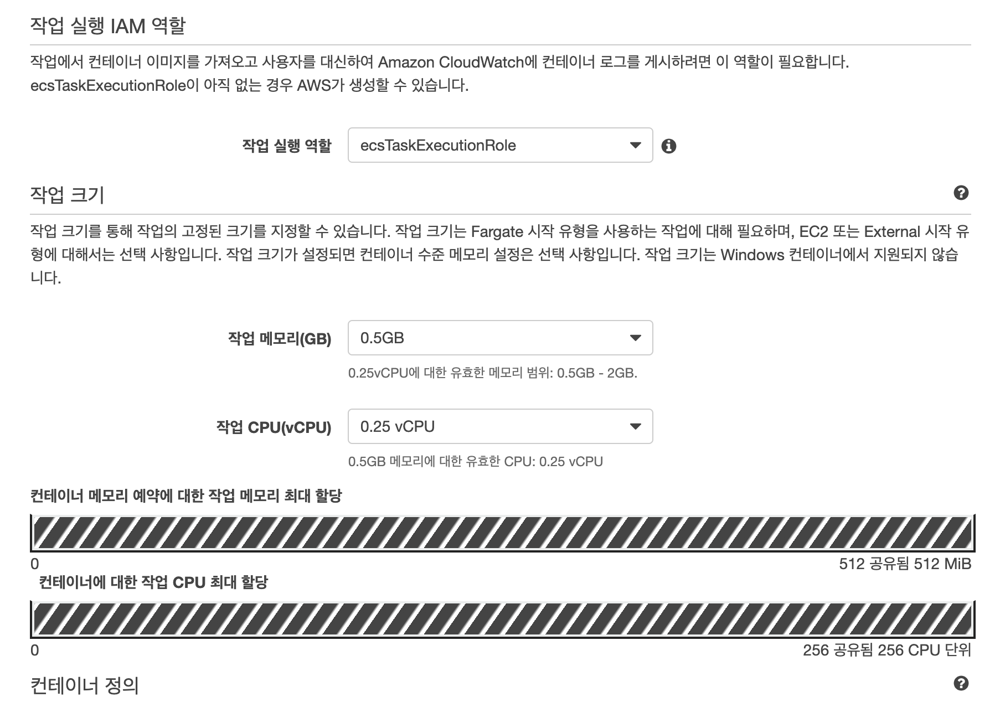 작업 실행 IAM 역할
작업에서 컨테이너 이미지를 가져오고 사용자를 대신하여 Amazon CloudWatch에 컨테이너 로그를 게시하려면 이 역할이 필요합니다.
ecsTaskExecutionRole이 아직 없는 경우 AWS가 생성할 수 있습니다.
작업 실행 역할 ecsTaskExecutionRole
작업 크기
작업 크기를 통해 작업의 고정된 크기를 지정할 수 있습니다. 작업 크기는 Fargate 시작 유형을 사용하는 작업에 대해 필요하며, EC2 또는 External 시작 유
형에 대해서는 선택 사항입니다. 작업 크기가 설정되면 컨테이너 수준 메모리 설정은 선택 사항입니다. 작업 크기는 Windows 컨테이너에서 지원되지 않습
니다.
작업 메모리(GB) 0.5GB
0.25vCPU에 대한 유효한 메모리 범위: 0.5GB - 2GB.
작업 CPU(vCPU) 0.25 vCPU
0.5GB 메모리에 대한 유효한 CPU: 0.25 vCPU
컨테이너 메모리 예약에 대한 작업 메모리 최대 할당
0 512 공유됨 512 MiB
컨테이너에 대한 작업 CPU 최대 할당
0 256 공유됨 256 CPU 단위
컨테이너 정의